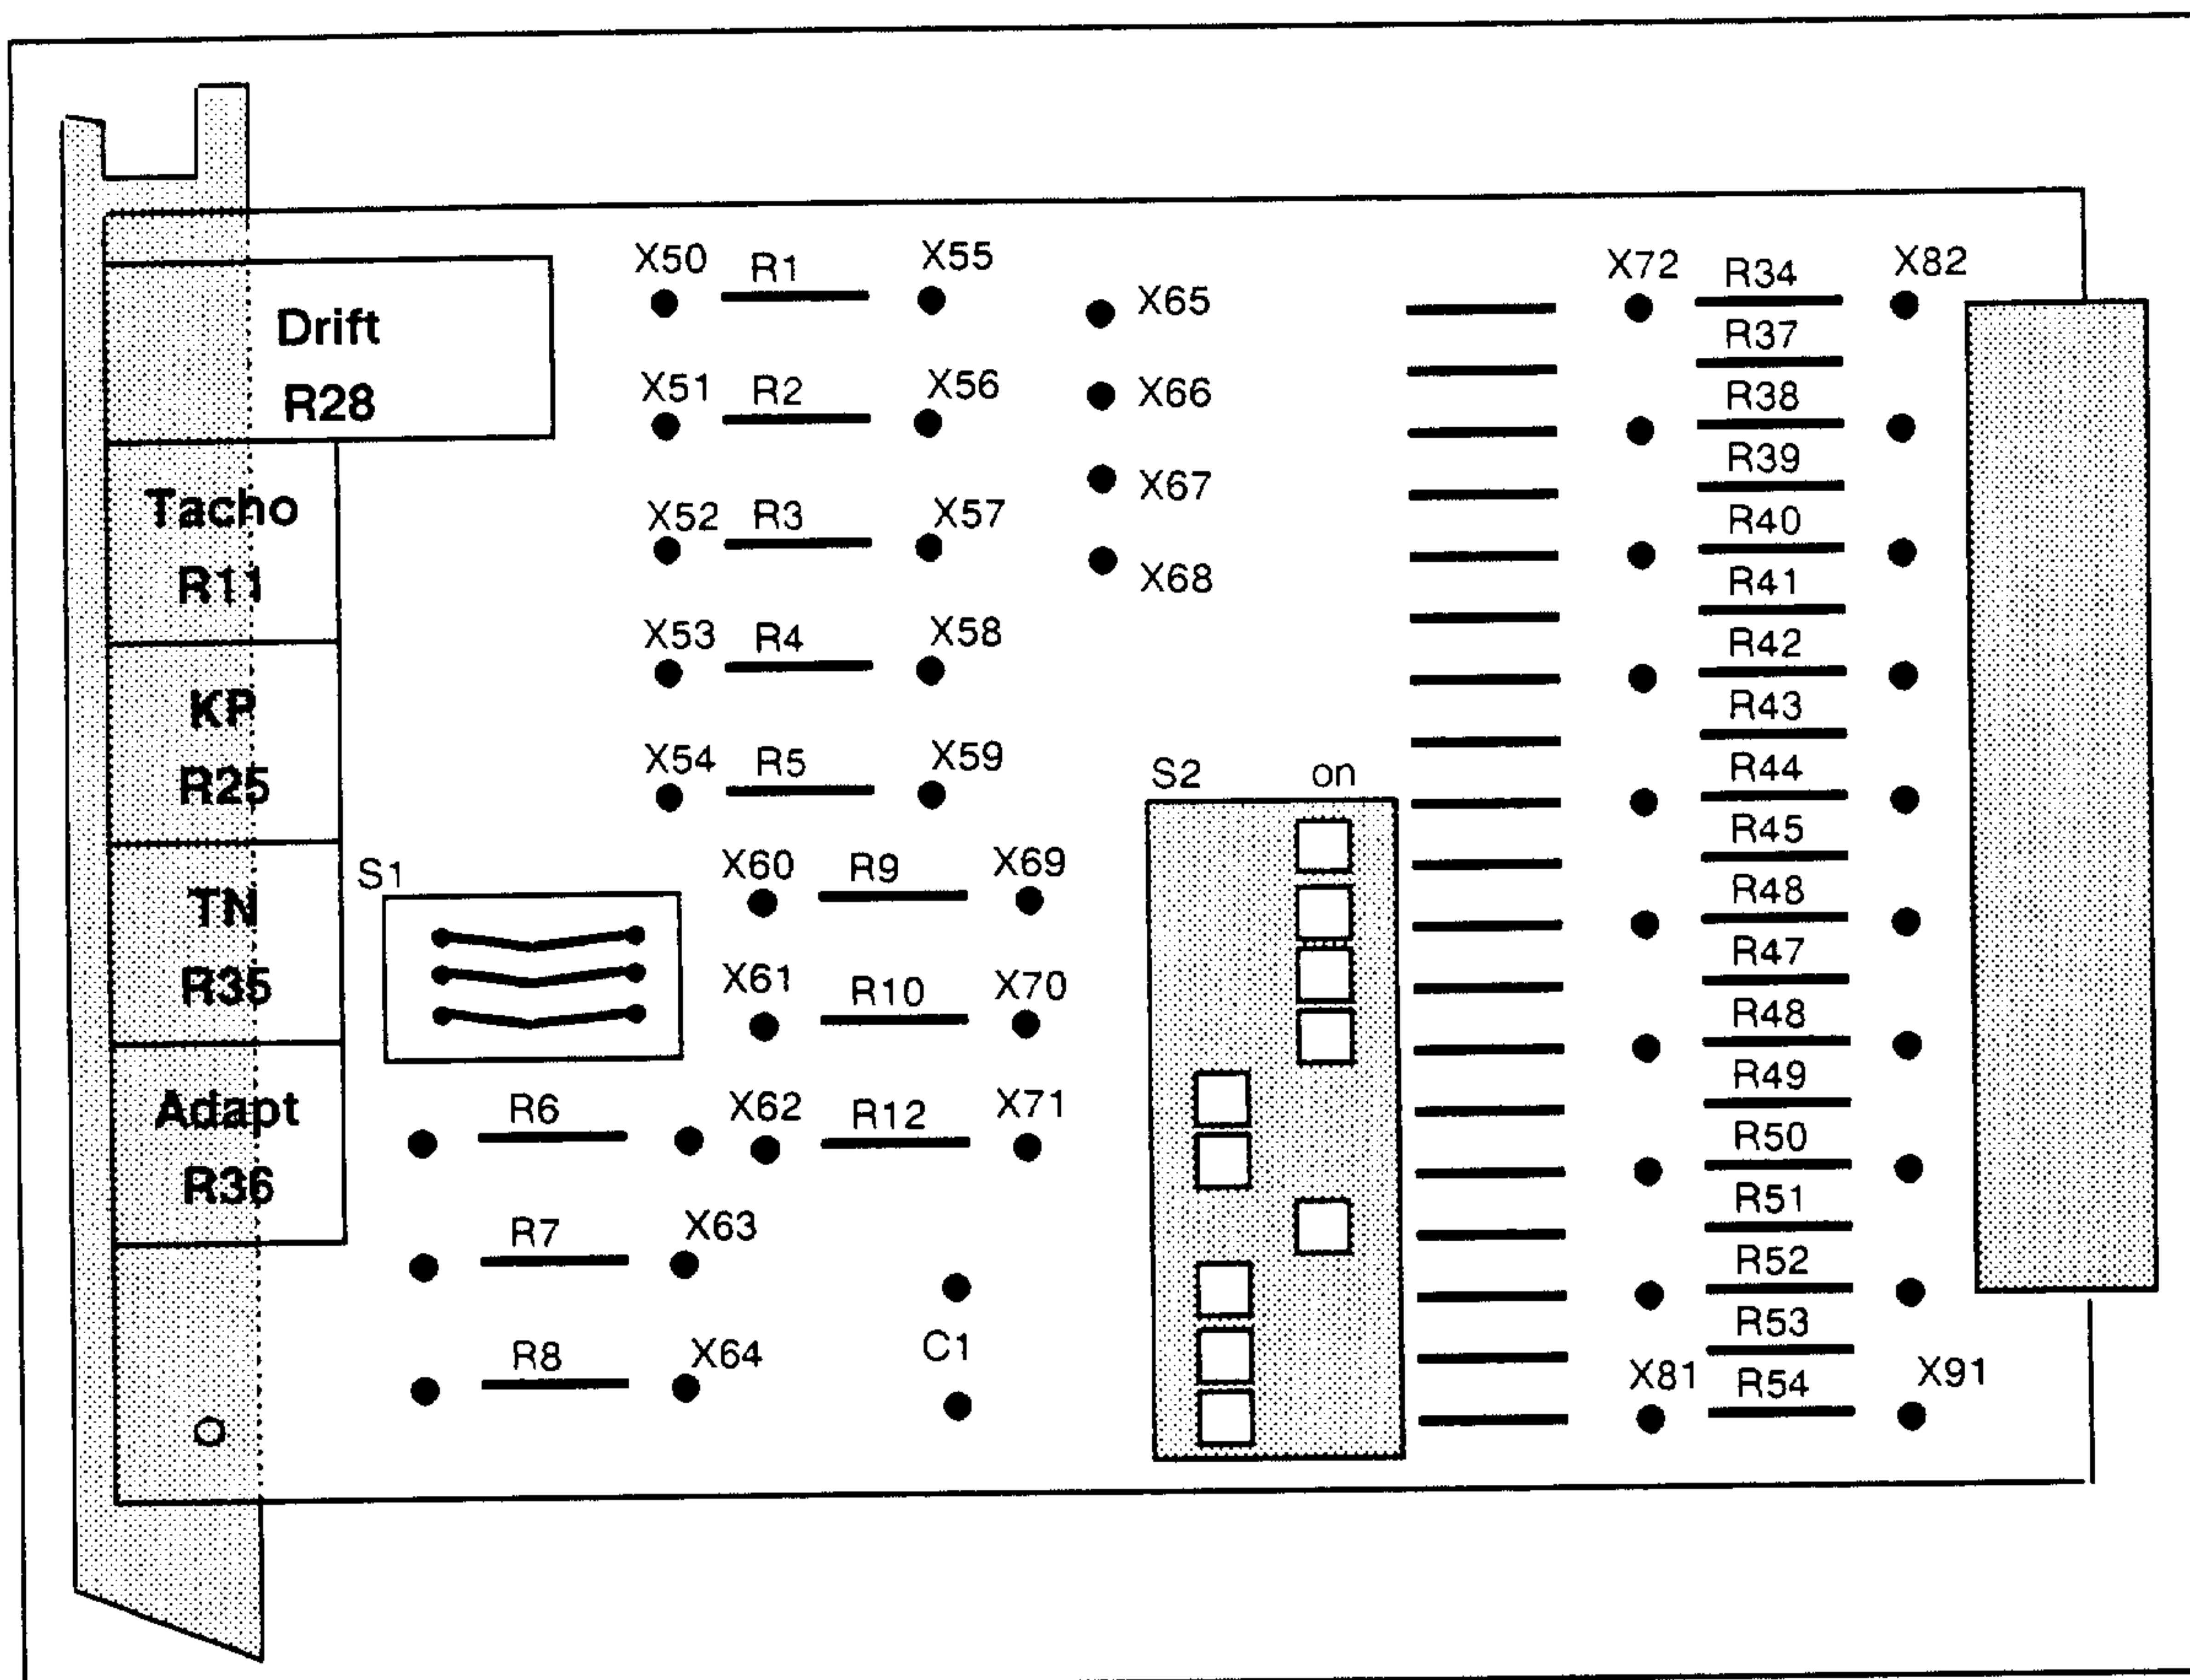 Drift
R28
Tacho
R11
KP
R25
TN
R35
Adapt
R36
X50 R1 X55
X51 R2 X56
X52 R3 X57
X53 R4 X58
X54 R5 X59
X65
X66
X67
X68
S1
X60 R9 X69
X61 R10 X70
X62 R12 X71
R6
R7 X63
R8 X64
C1
S2 on
X72 R34 X82
R37
R38
R39
R40
R41
R42
R43
R44
R45
R48
R47
R48
R49
R50
R51
R52
R53
X81 R54 X91